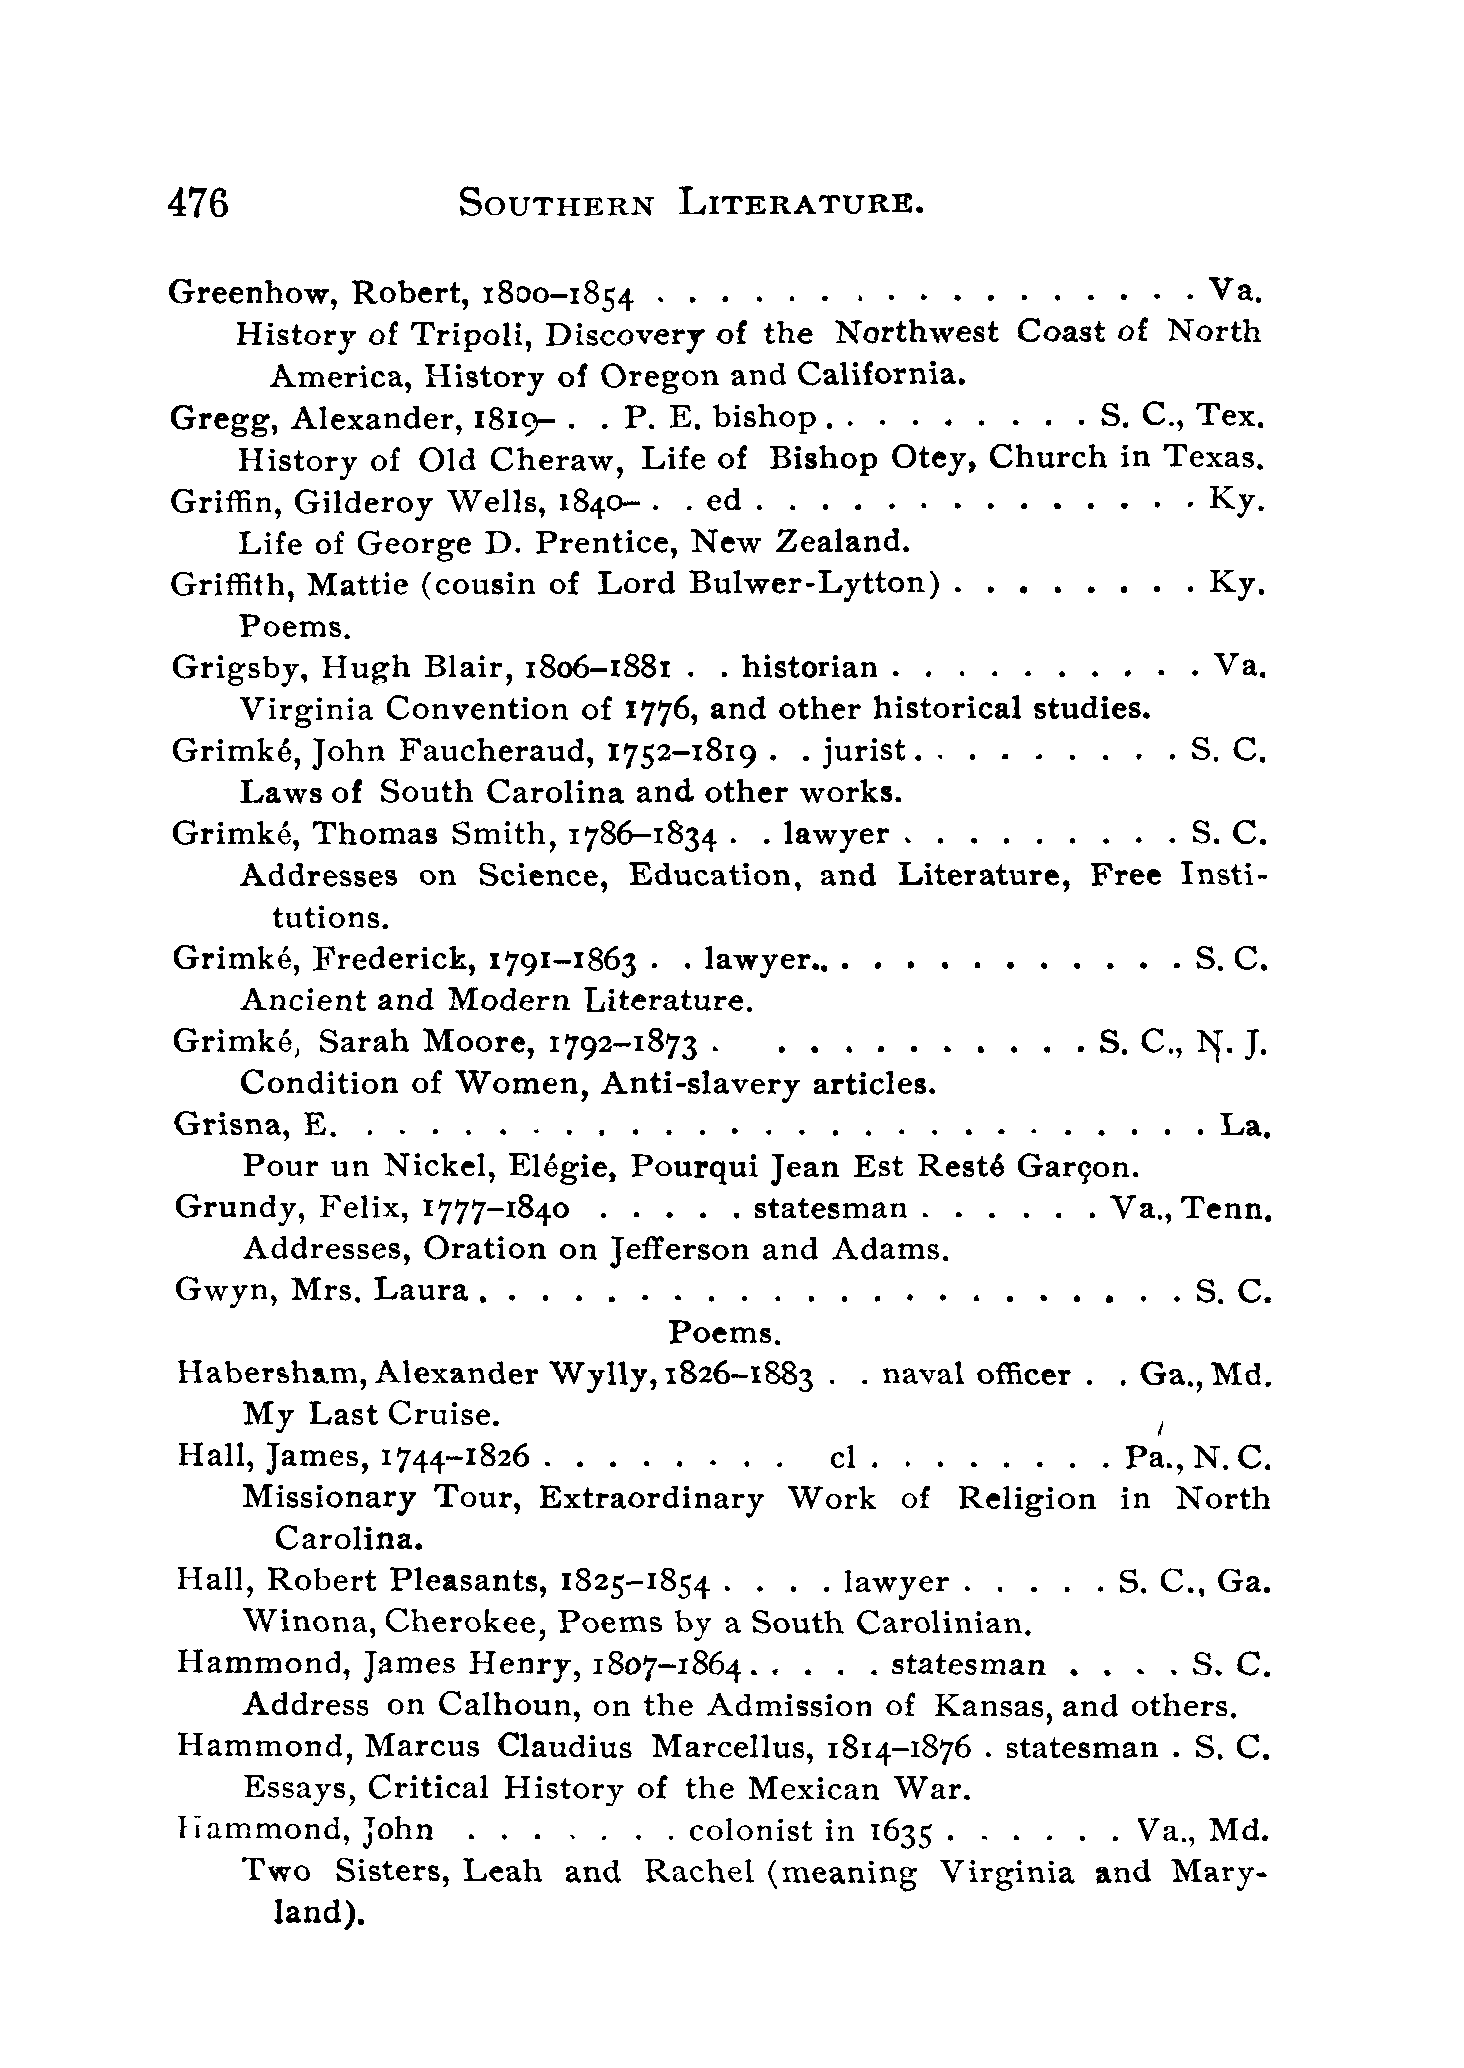 476 SOUTHERN LITERATURE.
Greenhow, Robert, 1800–1854 . . . . . . . . . . . . . . . . . Va.
History of Tripoli, Discovery of the Northwest Coast of North
America, History of Oregon and California.
Gregg, Alexander, 1819– . . P. E. bishop . . . . . . . . . S. C., Tex.
History of Old Cheraw, Life of Bishop Otey, Church in Texas.
Griffin, Gilderoy Wells, 1840– . . ed . . . . . . . . . . . . . . Ky.
Life of George D. Prentice, New Zealand.
Griffith, Mattie (cousin of Lord Bulwer-Lytton) . . . . . . . . Ky.
Poems.
Grigsby, Hugh Blair, 1806–1881 . . historian . . . . . . . . . . Va.
Virginia Convention of 1776, and other historical studies.
Grimké, John Faucheraud, 1752–1819 . . jurist . . . . . . . . . S. C.
Laws of South Carolina and other works.
Grimké, Thomas Smith, 1786–1834 . . lawyer . . . . . . . . . S. C.
Addresses on Science, Education, and Literature, Free Insti-
tutions.
Grimké, Frederick, 1791–1863 . . lawyer.. . . . . . . . . . . . S. C.
Ancient and Modern Literature.
Grimké, Sarah Moore, 1792–1873 . . . . . . . . . . . S. C., N. J.
Condition of Women, Anti-slavery articles.
Grisna, E. . . . . . . . . . . . . . . . . . . . . . . . . . . . La.
Pour un Nickel, Elégie, Pourqui Jean Est Resté Garçon.
Grundy, Felix, 1777–1840 . . . . . statesman . . . . . . Va., Tenn.
Addresses, Oration on Jefferson and Adams.
Gwyn, Mrs. Laura . . . . . . . . . . . . . . . . . . . . . . S. C.
Poems.
Habersham, Alexander Wylly, 1826–1883 . . naval officer . . Ga., Md.
My Last Cruise.
Hall, James, 1744–1826 . . . . . . . . cl . . . . . . . . Pa., N. C.
Missionary Tour, Extraordinary Work of Religion in North
Carolina.
Hall, Robert Pleasants, 1825–1854 . . . . lawyer . . . . . S. C., Ga.
Winona, Cherokee, Poems by a South Carolinian.
Hammond, James Henry, 1807–1864 . . . . . statesman . . . . S. C.
Address on Calhoun, on the Admission of Kansas, and others.
Hammond, Marcus Claudius Marcellus, 1814–1876 . statesman . S. C.
Essays, Critical History of the Mexican War.
Hammond, John . . . . . . . colonist in 1635 . . . . . . Va., Md.
Two Sisters, Leah and Rachel (meaning Virginia and Mary-
land).